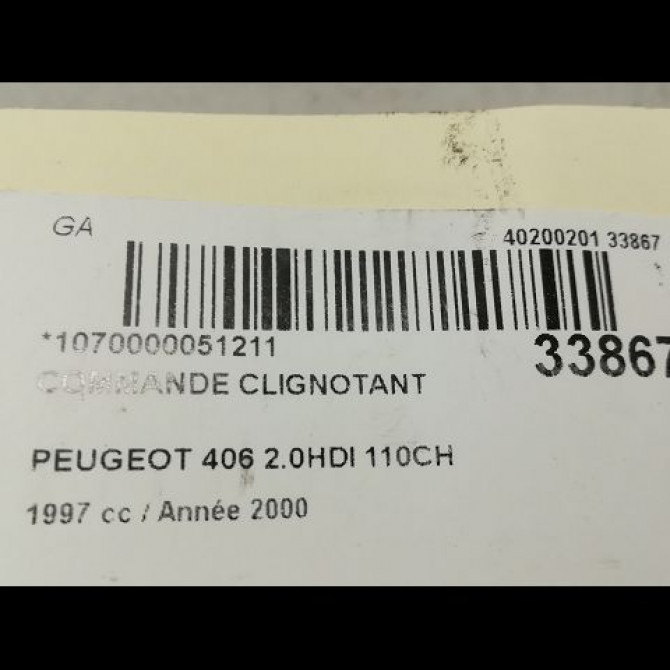 GA
40200201 33867
*1070000051211
33867
COMMANDE CLIGNOTANT
PEUGEOT 406 2.0HDI 110CH
1997 cc / Année 2000